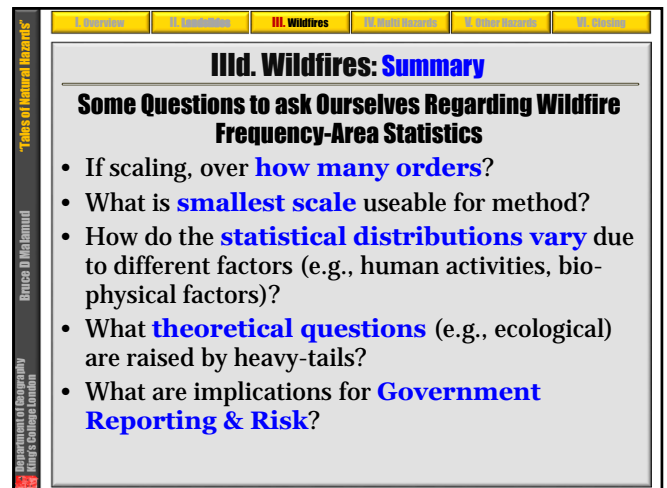 I. Overview
II. Landslides
III. Wildfires
IV. Multi Hazards
V. Other Hazards
VI. Closing
"Tales of Natural Hazards"
Bruce D Malamud
Department of Geography
King's College London
IIId. Wildfires: Summary
Some Questions to ask Ourselves Regarding Wildfire
Frequency-Area Statistics
• If scaling, over how many orders?
• What is smallest scale useable for method?
• How do the statistical distributions vary due
to different factors (e.g., human activities, bio-
physical factors)?
• What theoretical questions (e.g., ecological)
are raised by heavy-tails?
• What are implications for Government
Reporting & Risk?